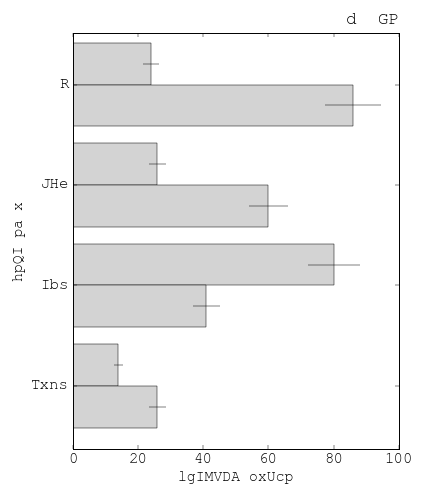 d GP
R
JHe
Ibs
Txns
hpQI pa x
0 20 40 60 80 100
lgIMVDA oxUcp